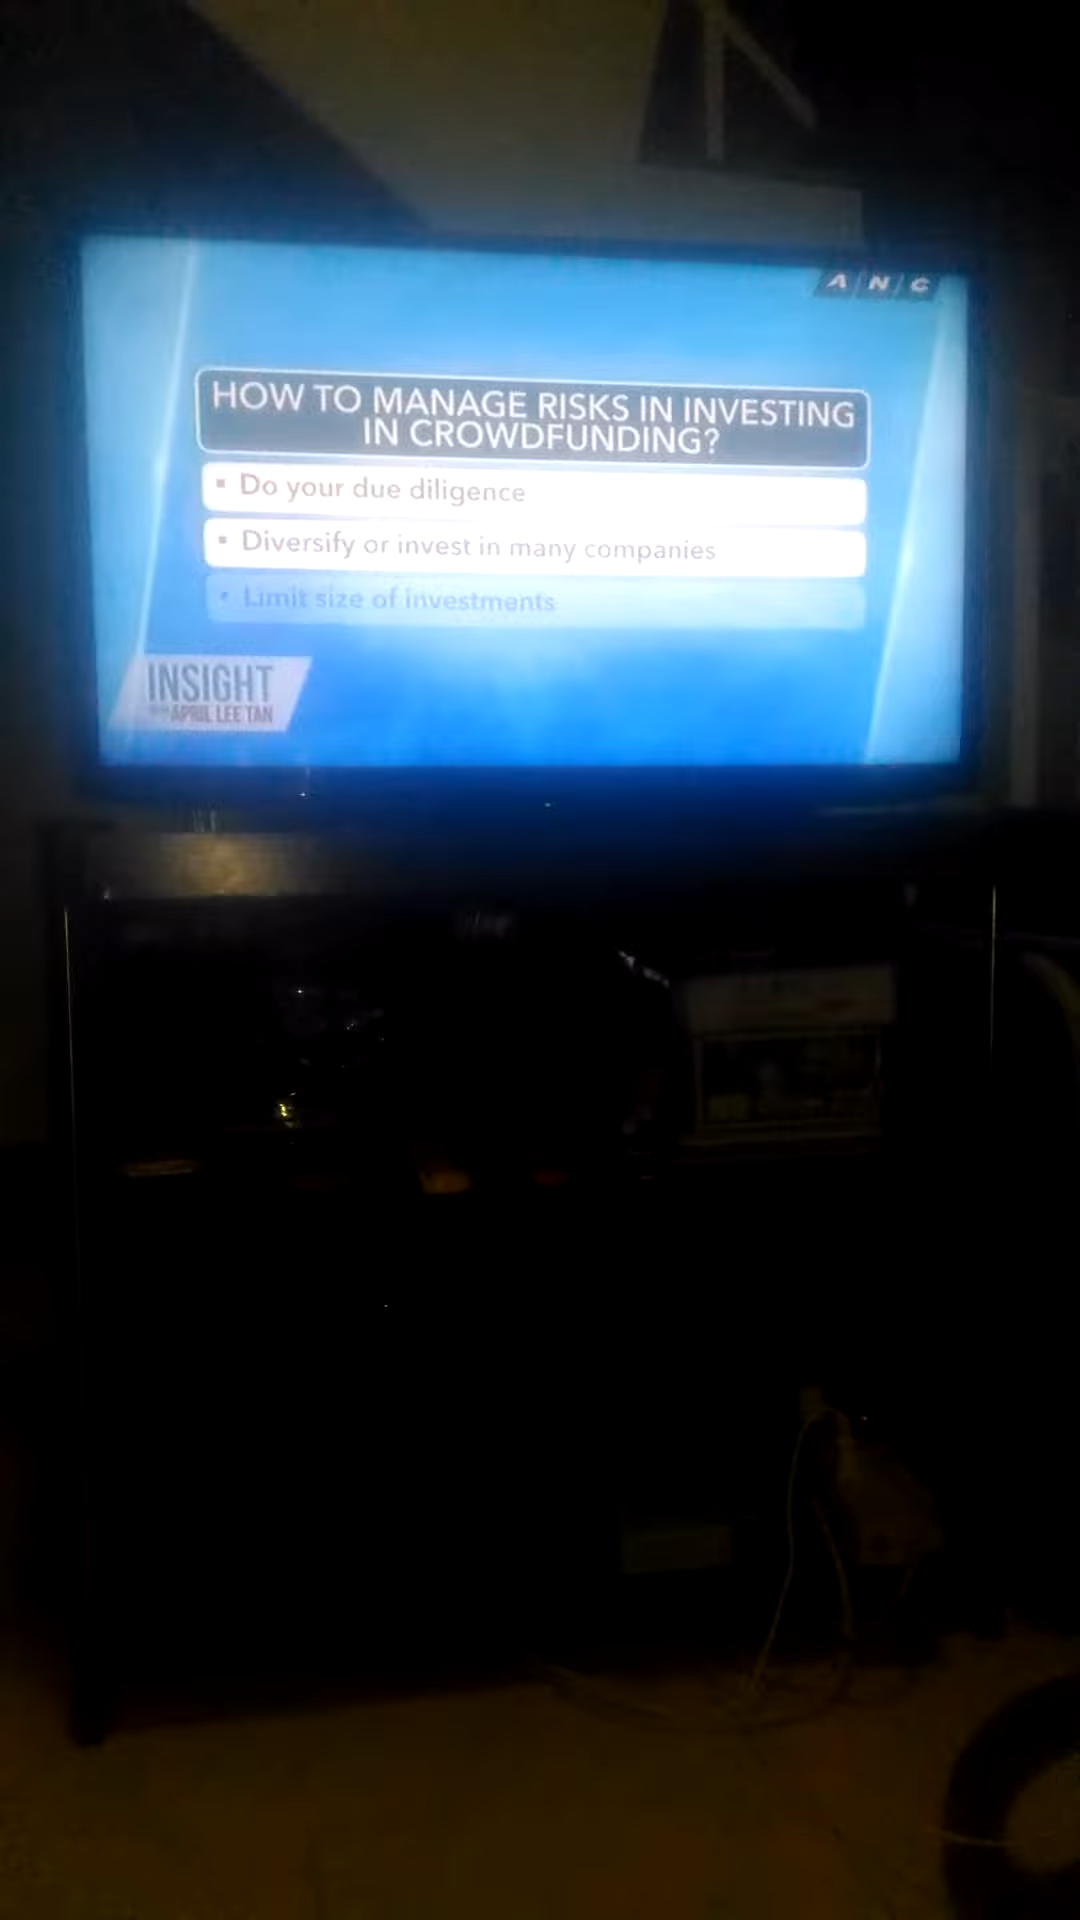 A N C
HOW TO MANAGE RISKS IN INVESTING
IN CROWDFUNDING?
▪ Do your due diligence
▪ Diversify or invest in many companies
▪ Limit size of investments
INSIGHT
APRIL LEE TAN